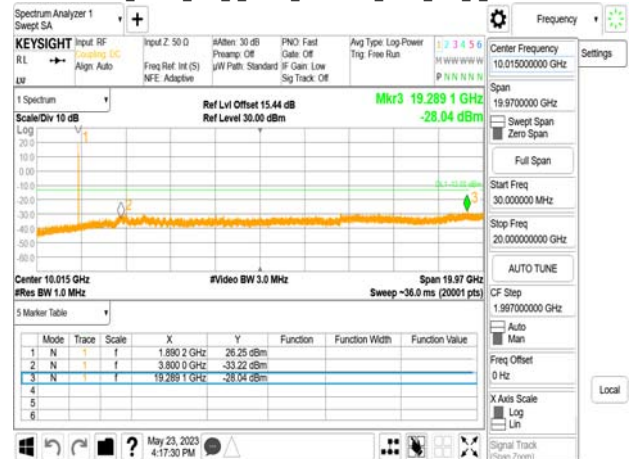 Spectrum Analyzer 1
Swept SA
Frequency
KEYSIGHT
RL
Input: RF
Coupling: DC
Align: Auto
Input Z: 50 Ω
Freq Ref: Int (S)
NFE: Adaptive
#Atten: 30 dB
Preamp: Off
µW Path: Standard
PNO: Fast
Gate: Off
IF Gain: Low
Sig Track: Off
Avg Type: Log-Power
Trig: Free Run
1 2 3 4 5 6
M W W W W W
P N N N N N
1 Spectrum
Scale/Div 10 dB
Log
Ref Lvl Offset 15.44 dB
Ref Level 30.00 dBm
Mkr3 19.289 1 GHz
-28.04 dBm
20.0
10.0
0.00
-10.0
-20.0
-30.0
-40.0
-50.0
-60.0
1
2
3
Center 10.015 GHz
#Res BW 1.0 MHz
#Video BW 3.0 MHz
Span 19.97 GHz
Sweep ~36.0 ms (20001 pts)
5 Marker Table
Mode Trace Scale X Y Function Function Width Function Value
1 N 1 f 1.890 2 GHz 26.25 dBm
2 N 1 f 3.800 0 GHz -33.22 dBm
3 N 1 f 19.289 1 GHz -28.04 dBm
4
5
6
May 23, 2023
4:17:30 PM
Center Frequency
10.015000000 GHz
Span
19.9700000 GHz
Swept Span
Zero Span
Full Span
Start Freq
30.000000 MHz
Stop Freq
20.000000000 GHz
AUTO TUNE
CF Step
1.997000000 GHz
Auto
Man
Freq Offset
0 Hz
X Axis Scale
Log
Lin
Signal Track
(Span Zoom)
Settings
Local